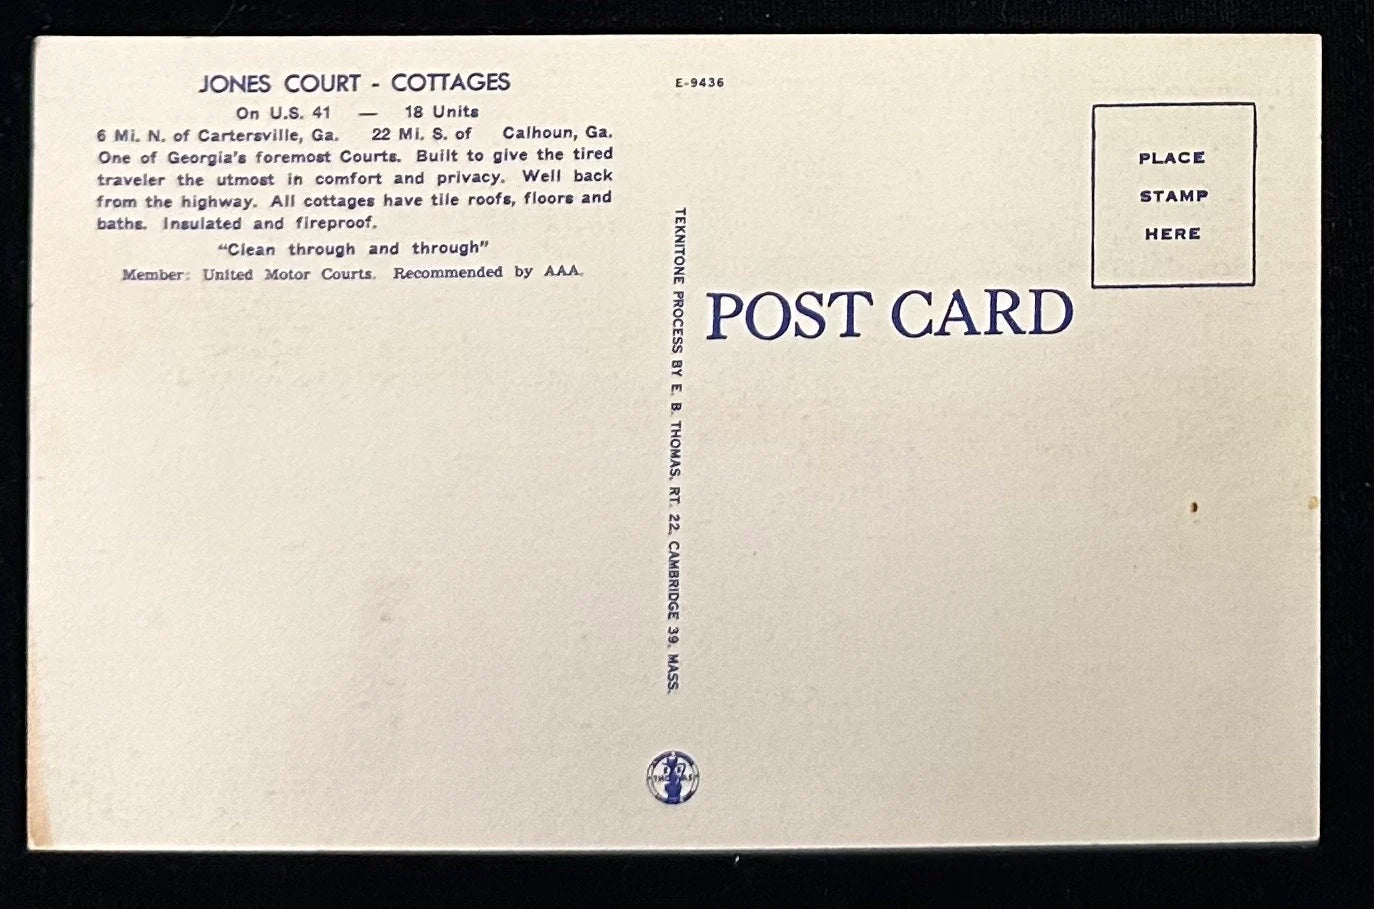 JONES COURT - COTTAGES
On U.S. 41 — 18 Units
6 Mi. N. of Cartersville, Ga. 22 Mi. S. of Calhoun, Ga.
One of Georgia's foremost Courts. Built to give the tired
traveler the utmost in comfort and privacy. Well back
from the highway. All cottages have tile roofs, floors and
baths. Insulated and fireproof.
"Clean through and through"
Member: United Motor Courts. Recommended by AAA.
E-9436
TEKNITONE PROCESS BY E. B. THOMAS, RT. 22, CAMBRIDGE 39, MASS.
THOMAS
POST CARD
PLACE
STAMP
HERE